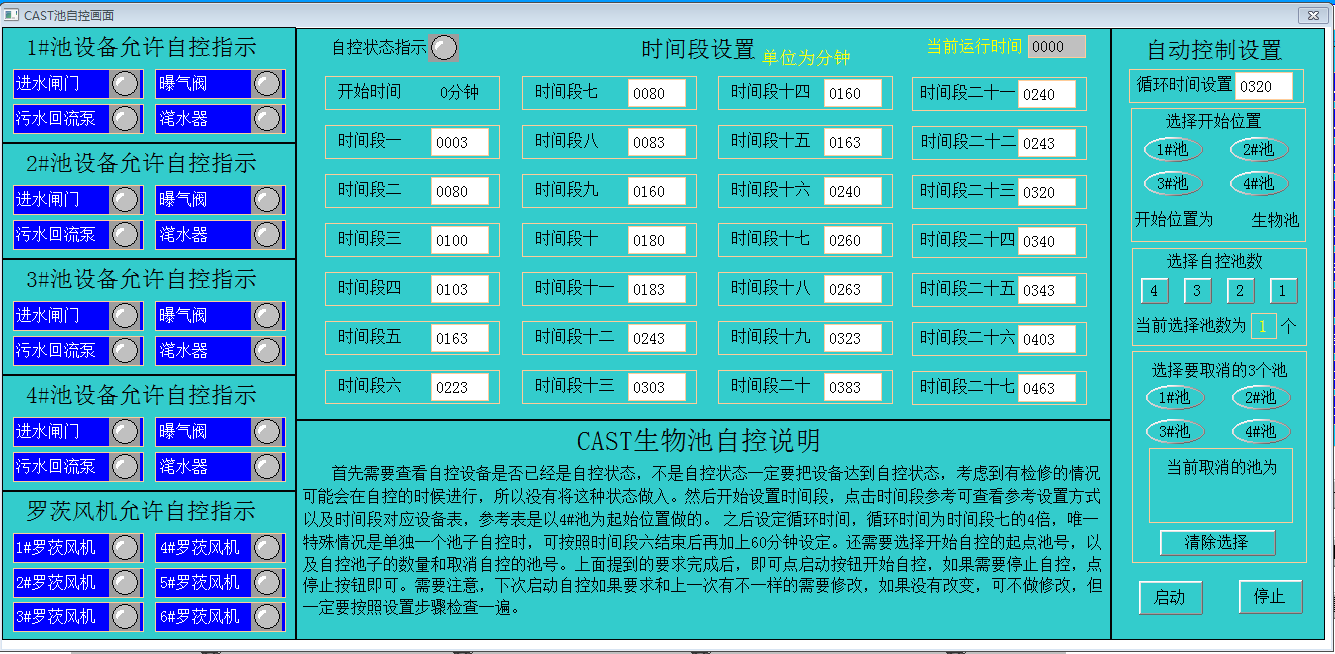 CAST池自控画面
1#池设备允许自控指示
进水闸门 曝气阀
污水回流泵 滗水器
2#池设备允许自控指示
进水闸门 曝气阀
污水回流泵 滗水器
3#池设备允许自控指示
进水闸门 曝气阀
污水回流泵 滗水器
4#池设备允许自控指示
进水闸门 曝气阀
污水回流泵 滗水器
罗茨风机允许自控指示
1#罗茨风机 4#罗茨风机
2#罗茨风机 5#罗茨风机
3#罗茨风机 6#罗茨风机
自控状态指示 时间段设置 单位为分钟 当前运行时间 0000
开始时间 0分钟 时间段七 0080 时间段十四 0160 时间段二十一 0240
时间段一 0003 时间段八 0083 时间段十五 0163 时间段二十二 0243
时间段二 0080 时间段九 0160 时间段十六 0240 时间段二十三 0320
时间段三 0100 时间段十 0180 时间段十七 0260 时间段二十四 0340
时间段四 0103 时间段十一 0183 时间段十八 0263 时间段二十五 0343
时间段五 0163 时间段十二 0243 时间段十九 0323 时间段二十六 0403
时间段六 0223 时间段十三 0303 时间段二十 0383 时间段二十七 0463
CAST生物池自控说明
首先需要查看自控设备是否已经是自控状态，不是自控状态一定要把设备达到自控状态，考虑到有检修的情况
可能会在自控的时候进行，所以没有将这种状态做入。然后开始设置时间段，点击时间段参考可查看参考设置方式
以及时间段对应设备表，参考表是以4#池为起始位置做的。 之后设定循环时间，循环时间为时间段七的4倍，唯一
特殊情况是单独一个池子自控时，可按照时间段六结束后再加上60分钟设定。还需要选择开始自控的起点池号，以
及自控池子的数量和取消自控的池号。上面提到的要求完成后，即可点启动按钮开始自控，如果需要停止自控，点
停止按钮即可。需要注意，下次启动自控如果要求和上一次有不一样的需要修改，如果没有改变，可不做修改，但
一定要按照设置步骤检查一遍。
自动控制设置
循环时间设置 0320
选择开始位置
1#池 2#池
3#池 4#池
开始位置为 生物池
选择自控池数
4 3 2 1
当前选择池数为 1 个
选择要取消的3个池
1#池 2#池
3#池 4#池
当前取消的池为
清除选择
启动 停止